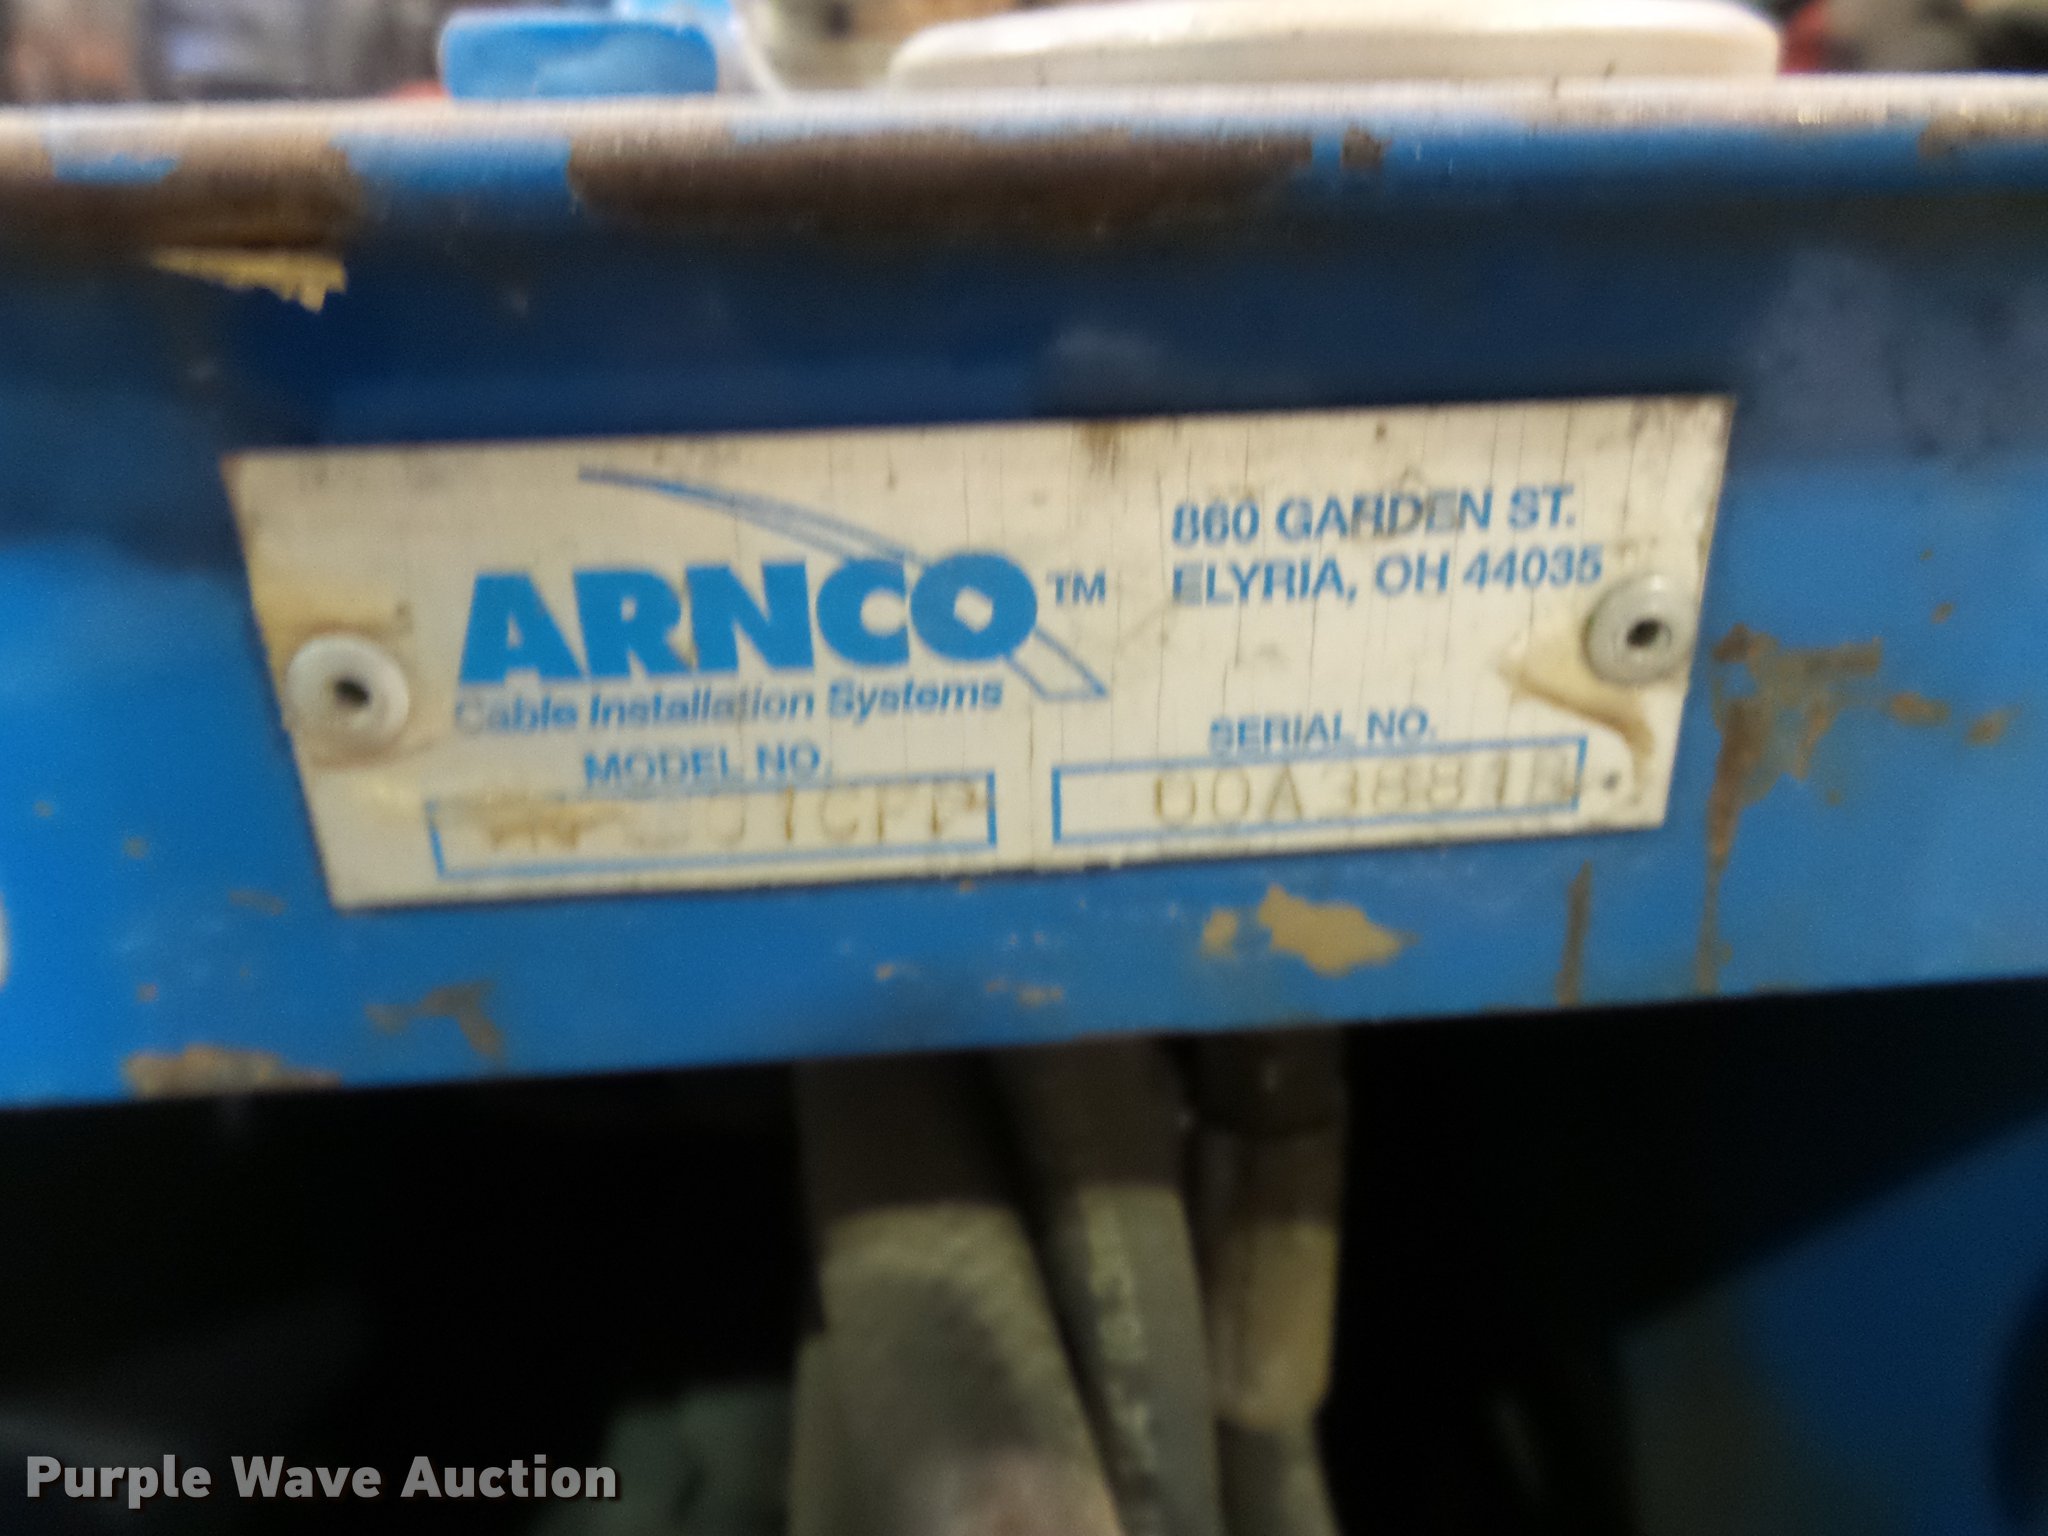 ARNCO™
Cable Installation Systems
860 GARDEN ST.
ELYRIA, OH 44035
MODEL NO.
SERIAL NO.
Purple Wave Auction